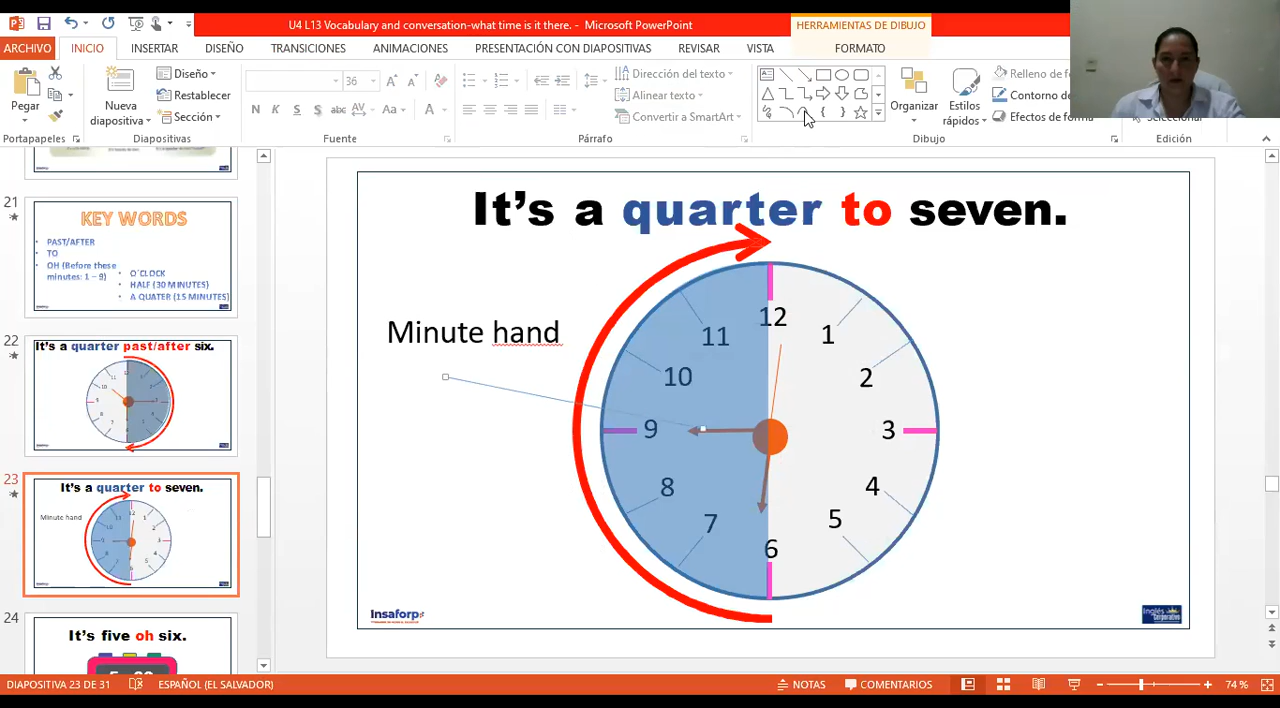 U4 L13 Vocabulary and conversation-what time is it there. - Microsoft PowerPoint
HERRAMIENTAS DE DIBUJO
ARCHIVO INICIO INSERTAR DISEÑO TRANSICIONES ANIMACIONES PRESENTACIÓN CON DIAPOSITIVAS REVISAR VISTA FORMATO
Pegar
Nueva diapositiva
Diseño
Restablecer
Sección
36
N K S S abc AV Aa A
Dirección del texto
Alinear texto
Convertir a SmartArt
Organizar
Estilos rápidos
Relleno de f
Contorno de
Efectos de forma
Seleccionar
Portapapeles Diapositivas Fuente Párrafo Dibujo Edición
21
KEY WORDS
PAST/AFTER
TO
OH (Before these minutes: 1 – 9)
O´CLOCK
HALF (30 MINUTES)
A QUATER (15 MINUTES)
22
It's a quarter past/after six.
23
It's a quarter to seven.
Minute hand
24
It's five oh six.
It's a quarter to seven.
Minute hand
12
11 1
10 2
9 3
8 4
7 5
6
Insaforp
Inglés Corporativo
DIAPOSITIVA 23 DE 31 ESPAÑOL (EL SALVADOR) NOTAS COMENTARIOS 74 %